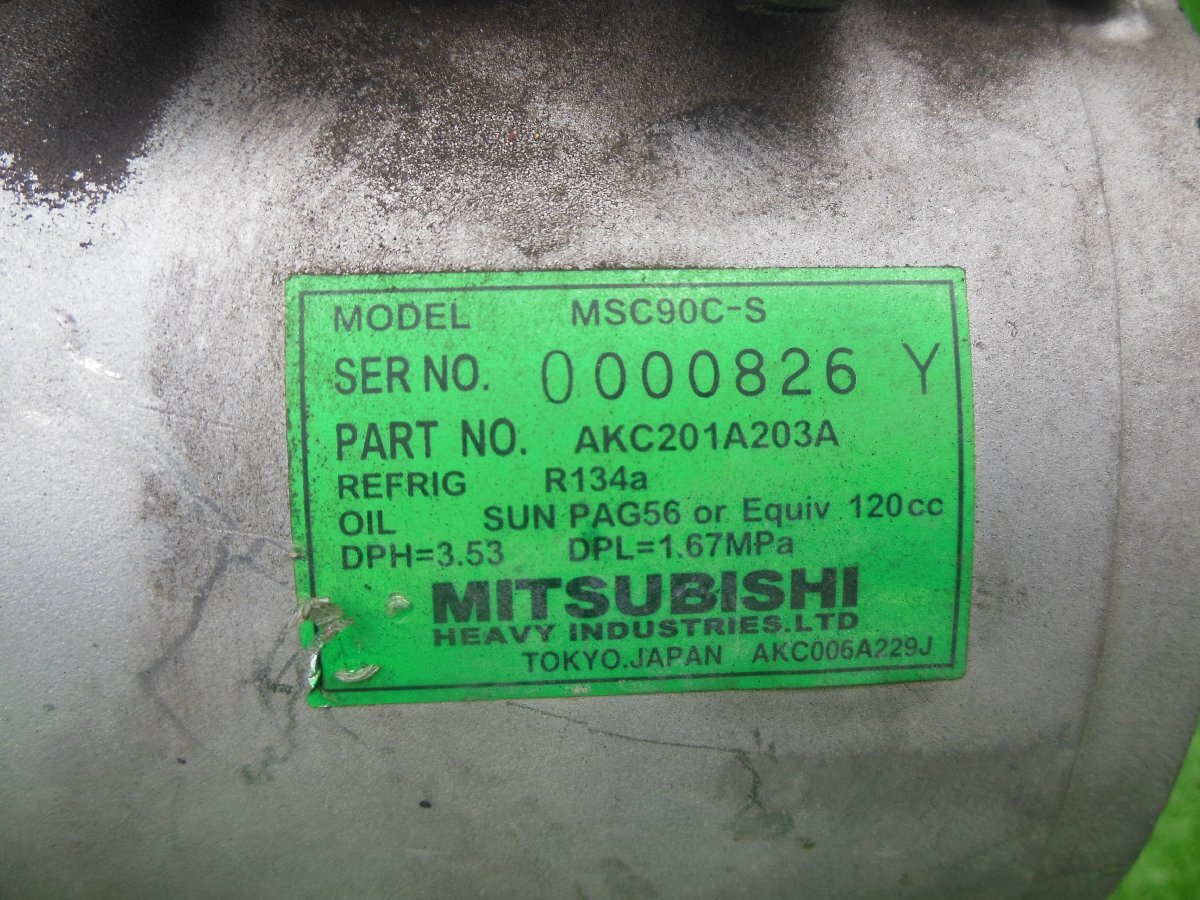 MODEL MSC90C-S
SER NO. 0000826 Y
PART NO. AKC201A203A
REFRIG R134a
OIL SUN PAG56 or Equiv 120cc
DPH=3.53 DPL=1.67MPa
MITSUBISHI
HEAVY INDUSTRIES.LTD
TOKYO.JAPAN AKC006A229J